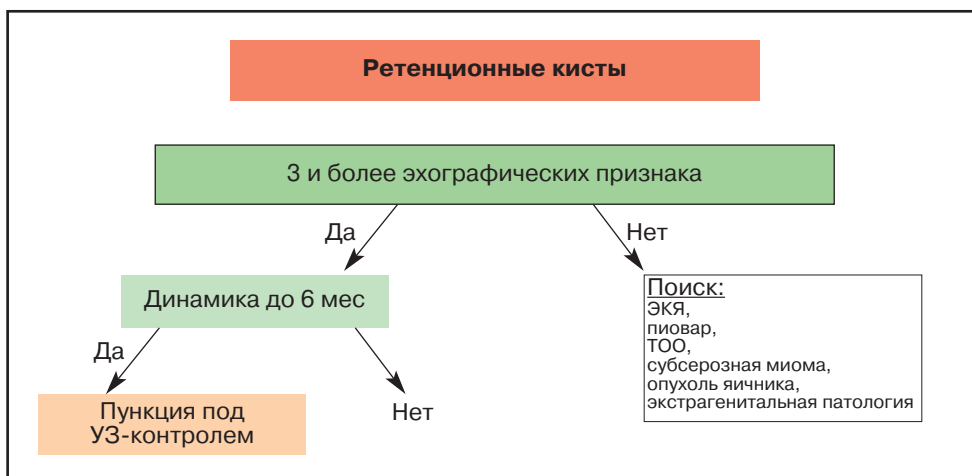 Ретенционные кисты
3 и более эхографических признака
Да
Нет
Динамика до 6 мес
Поиск:
ЭКЯ,
пиовар,
ТОО,
субсерозная миома,
опухоль яичника,
экстрагенитальная патология
Да
Нет
Пункция под
УЗ-контролем